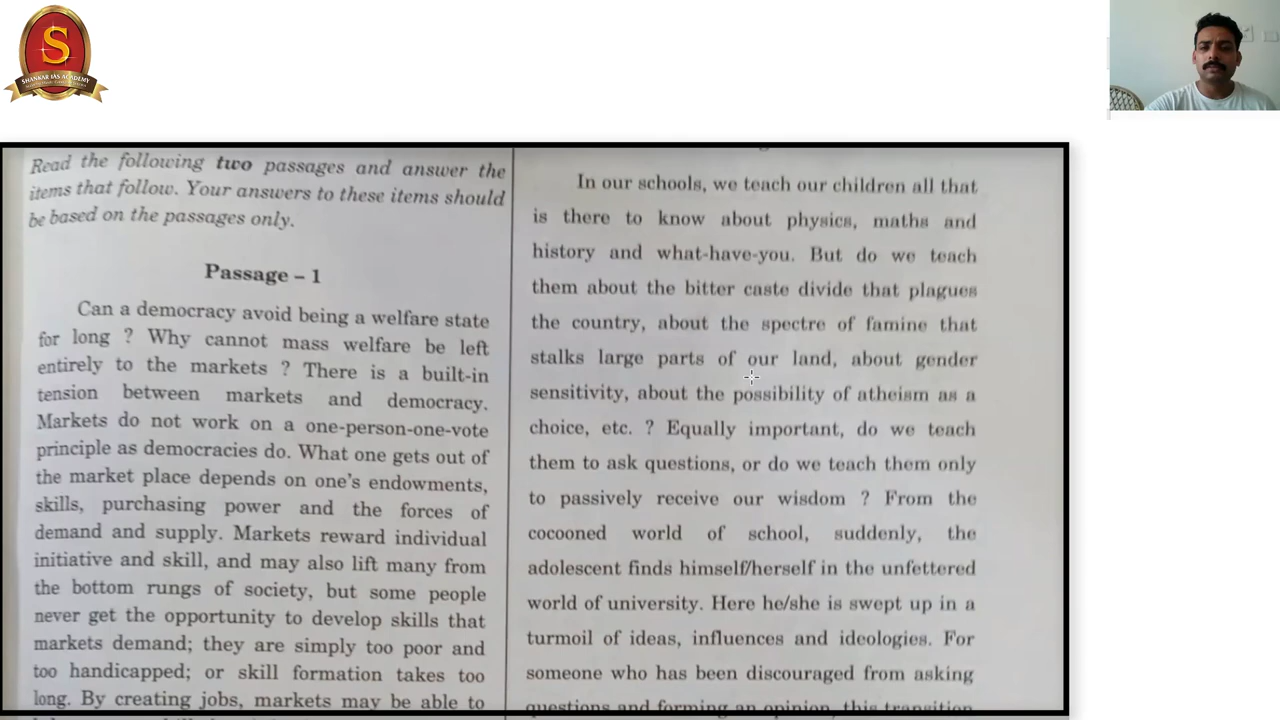 S
SHANKAR IAS ACADEMY
Read the following two passages and answer the
items that follow. Your answers to these items should
be based on the passages only.
Passage – 1
Can a democracy avoid being a welfare state
for long ? Why cannot mass welfare be left
entirely to the markets ? There is a built-in
tension between markets and democracy.
Markets do not work on a one-person-one-vote
principle as democracies do. What one gets out of
the market place depends on one's endowments,
skills, purchasing power and the forces of
demand and supply. Markets reward individual
initiative and skill, and may also lift many from
the bottom rungs of society, but some people
never get the opportunity to develop skills that
markets demand; they are simply too poor and
too handicapped; or skill formation takes too
long. By creating jobs, markets may be able to
In our schools, we teach our children all that
is there to know about physics, maths and
history and what-have-you. But do we teach
them about the bitter caste divide that plagues
the country, about the spectre of famine that
stalks large parts of our land, about gender
sensitivity, about the possibility of atheism as a
choice, etc. ? Equally important, do we teach
them to ask questions, or do we teach them only
to passively receive our wisdom ? From the
cocooned world of school, suddenly, the
adolescent finds himself/herself in the unfettered
world of university. Here he/she is swept up in a
turmoil of ideas, influences and ideologies. For
someone who has been discouraged from asking
questions and forming an opinion, this transition